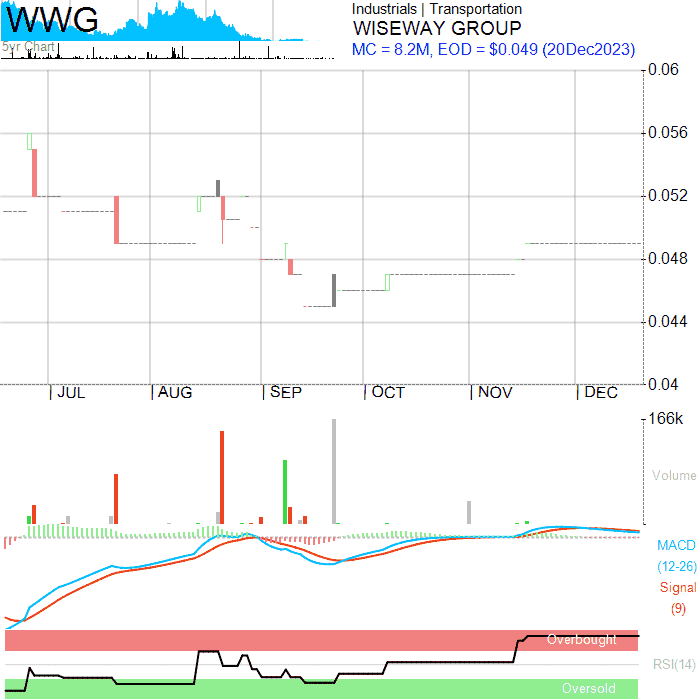 WWG
5yr Chart
Industrials | Transportation
WISEWAY GROUP
MC = 8.2M, EOD = $0.049 (20Dec2023)
0.06
0.056
0.052
0.048
0.044
0.04
JUL
AUG
SEP
OCT
NOV
DEC
166k
Volume
MACD
(12-26)
Signal
(9)
Overbought
RSI(14)
Oversold